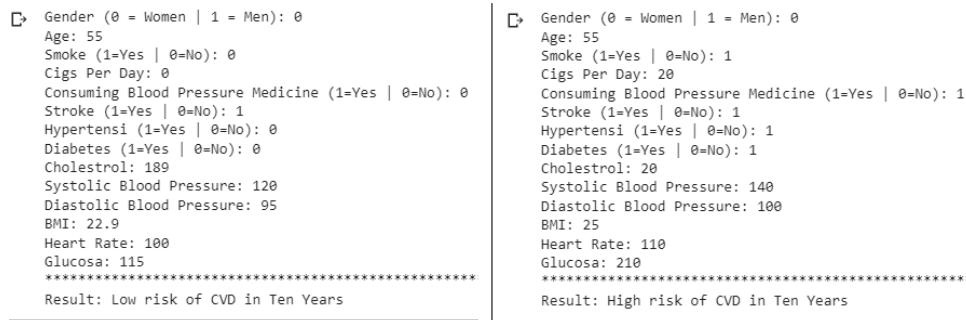 Gender (0 = Women | 1 = Men): 0
Age: 55
Smoke (1=Yes | 0=No): 0
Cigs Per Day: 0
Consuming Blood Pressure Medicine (1=Yes | 0=No): 0
Stroke (1=Yes | 0=No): 1
Hypertensi (1=Yes | 0=No): 0
Diabetes (1=Yes | 0=No): 0
Cholestrol: 189
Systolic Blood Pressure: 120
Diastolic Blood Pressure: 95
BMI: 22.9
Heart Rate: 100
Glucosa: 115
****************************************************
Result: Low risk of CVD in Ten Years
Gender (0 = Women | 1 = Men): 0
Age: 55
Smoke (1=Yes | 0=No): 1
Cigs Per Day: 20
Consuming Blood Pressure Medicine (1=Yes | 0=No): 1
Stroke (1=Yes | 0=No): 1
Hypertensi (1=Yes | 0=No): 1
Diabetes (1=Yes | 0=No): 1
Cholestrol: 20
Systolic Blood Pressure: 140
Diastolic Blood Pressure: 100
BMI: 25
Heart Rate: 110
Glucosa: 210
***************************************************
Result: High risk of CVD in Ten Years